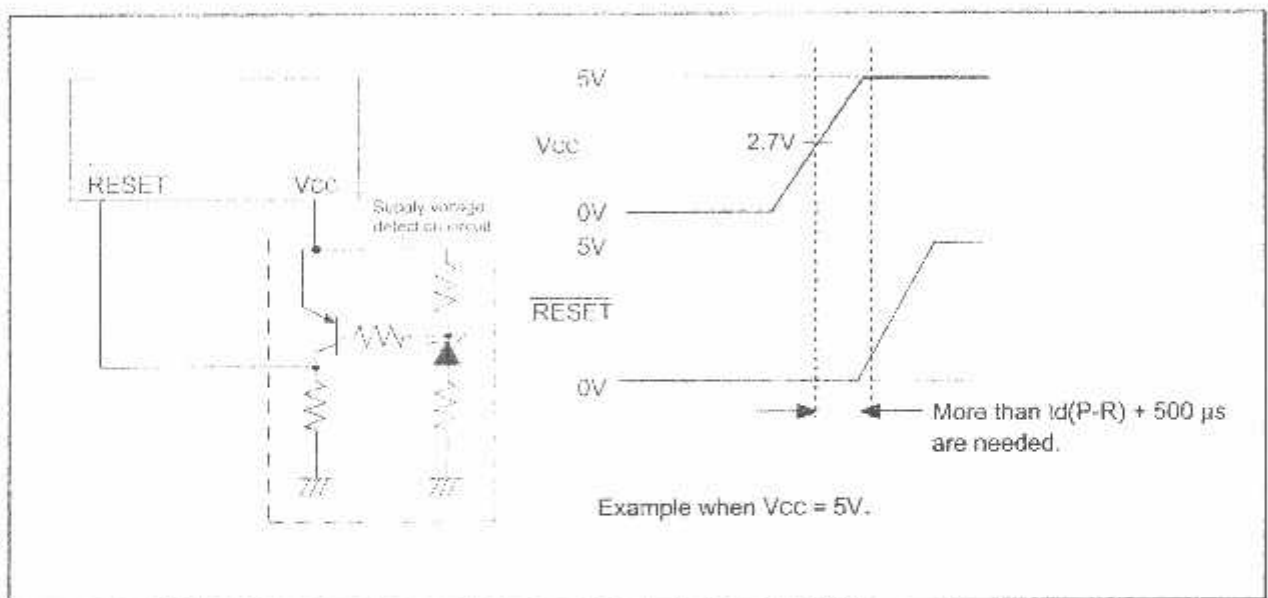 RESET
VCC
Supply voltage
detection circuit
5V
VCC
2.7V
0V
5V
RESET
0V
More than td(P-R) + 500 µs
are needed.
Example when VCC = 5V.